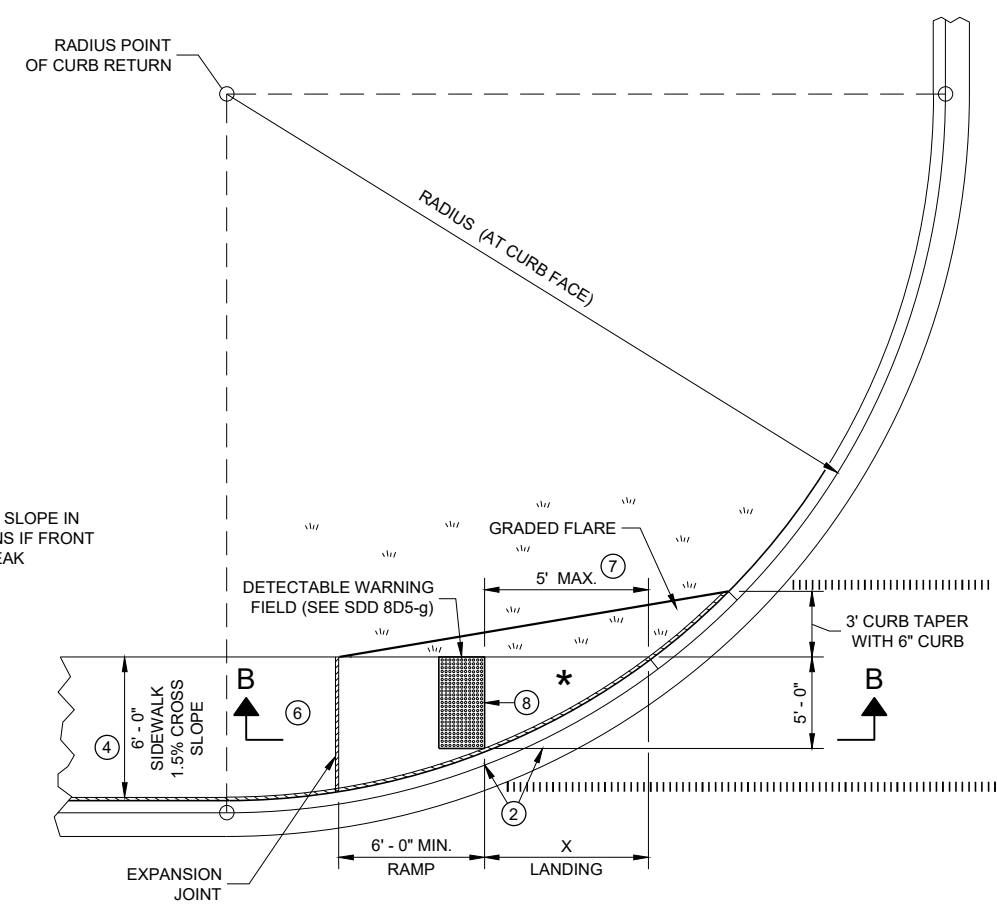 RADIUS POINT
OF CURB RETURN
RADIUS (AT CURB FACE)
SLOPE IN
NS IF FRONT
EAK
GRADED FLARE
5' MAX.
7
DETECTABLE WARNING
FIELD (SEE SDD 8D5-g)
3' CURB TAPER
WITH 6" CURB
B
*
B
4
6' - 0"
SIDEWALK
1.5% CROSS
SLOPE
6
8
5' - 0"
2
6' - 0" MIN.
RAMP
X
LANDING
EXPANSION
JOINT